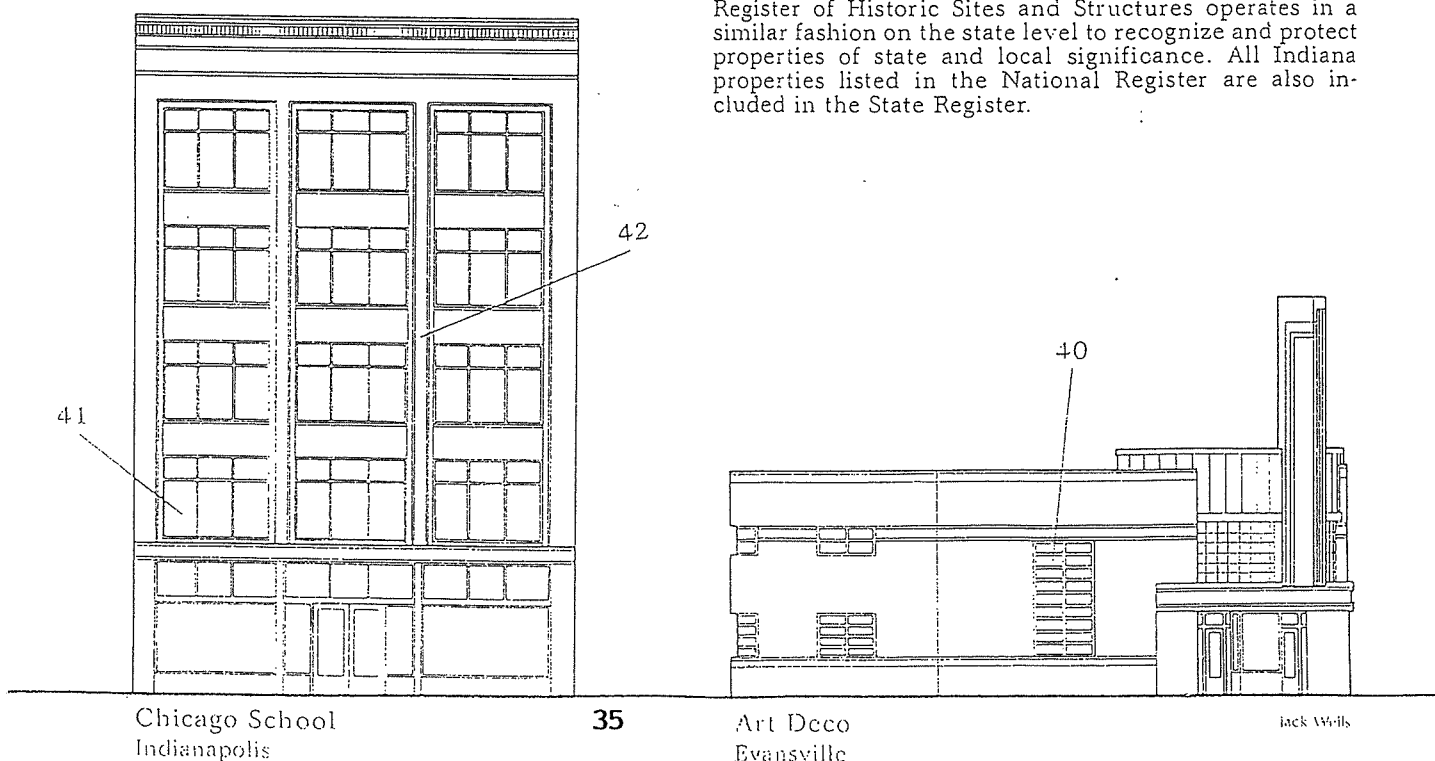 Register of Historic Sites and Structures operates in a
similar fashion on the state level to recognize and protect
properties of state and local significance. All Indiana
properties listed in the National Register are also in-
cluded in the State Register.
42
40
41
Chicago School
Indianapolis
35
Art Deco
Evansville
Jack Wells